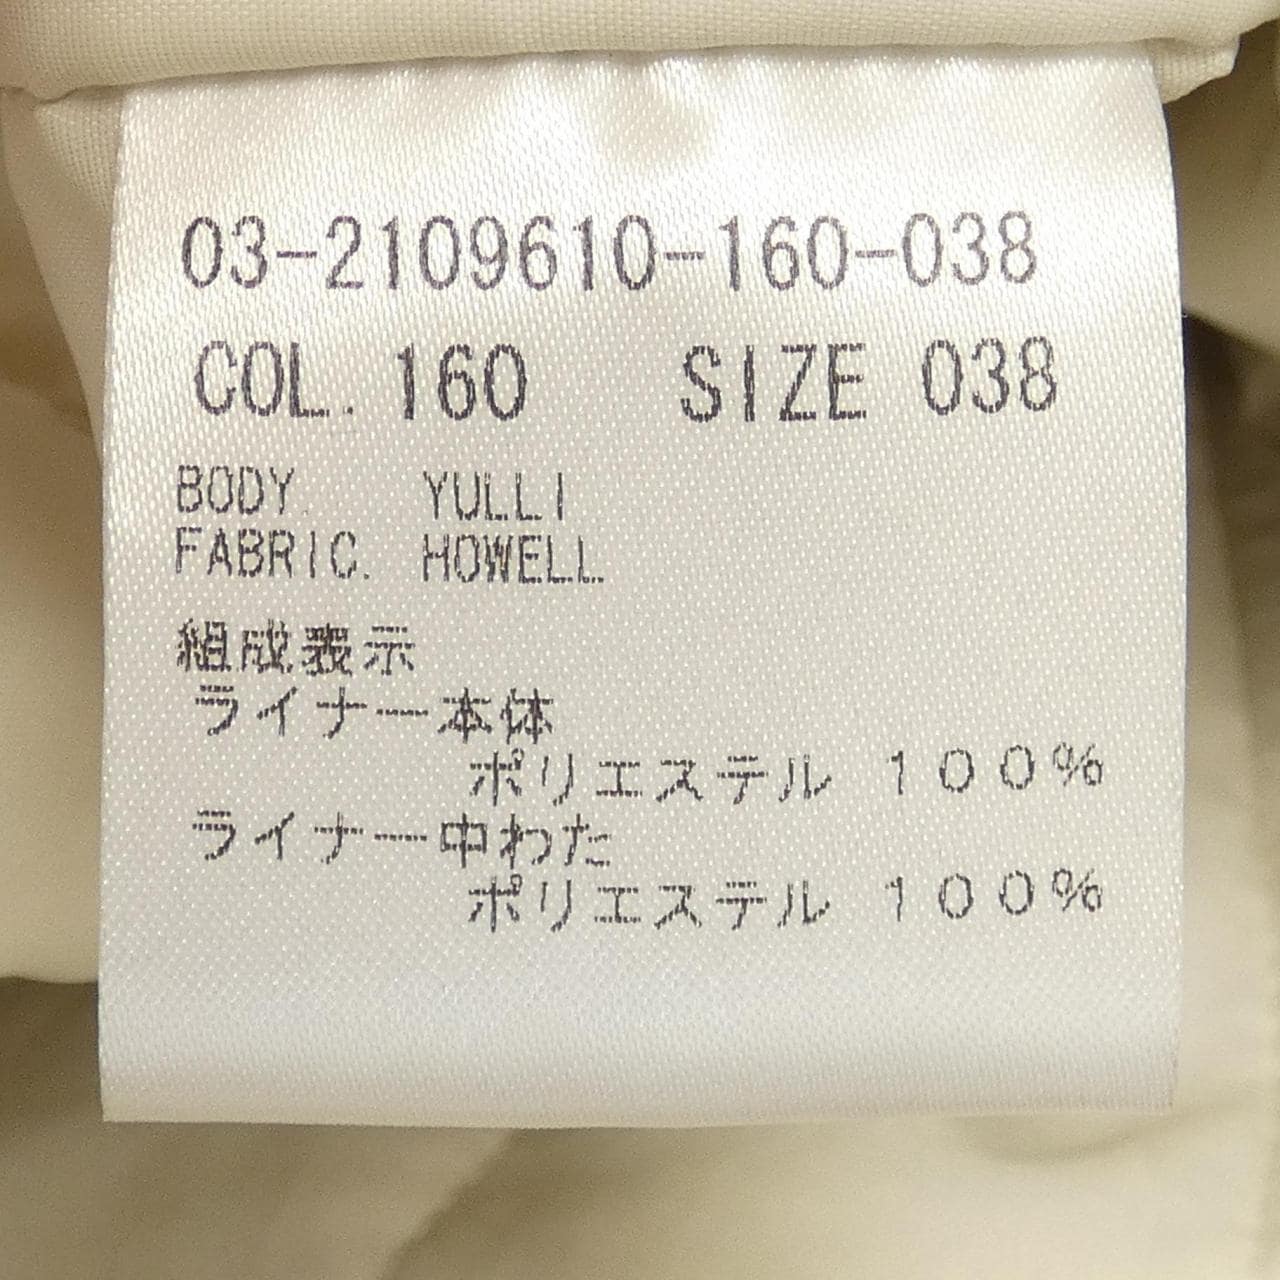 03-2109610-160-038
COL. 160 SIZE 038
BODY. YULLI
FABRIC. HOWELL
組成表示
ライナー本体
ポリエステル 100%
ライナー中わた
ポリエステル 100%